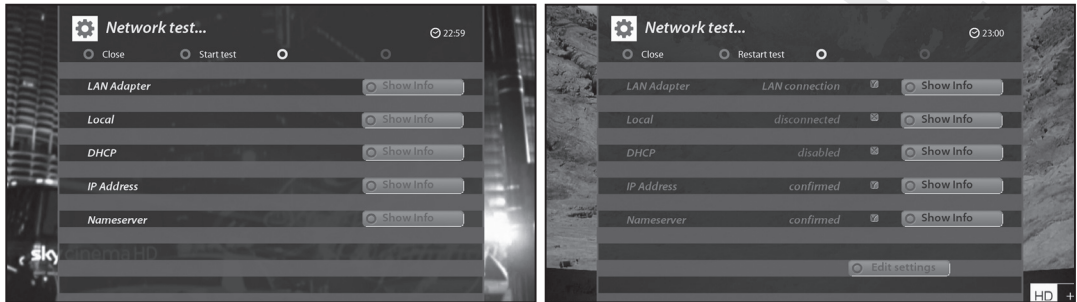 Network test...
22:59
Close Start test
LAN Adapter Show Info
Local Show Info
DHCP Show Info
IP Address Show Info
Nameserver Show Info
sky cinema HD
Network test...
23:00
Close Restart test
LAN Adapter LAN connection Show Info
Local disconnected Show Info
DHCP disabled Show Info
IP Address confirmed Show Info
Nameserver confirmed Show Info
Edit settings
HD +